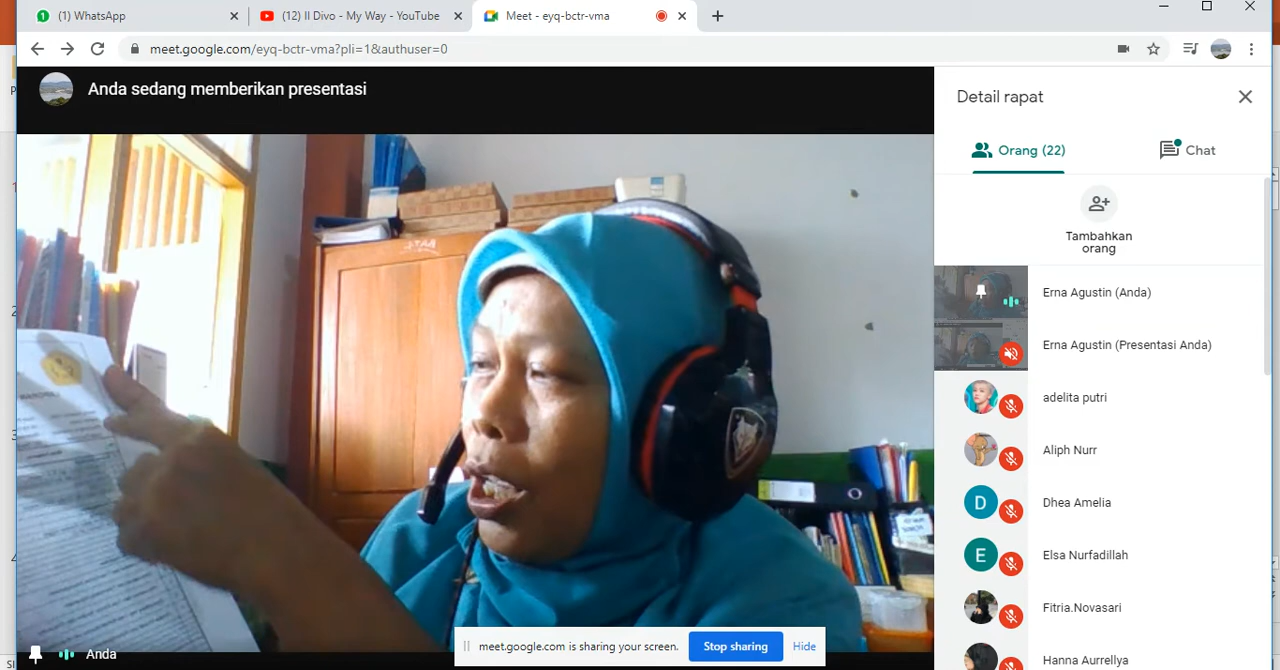 (1) WhatsApp
(12) Il Divo - My Way - YouTube
Meet - eyq-bctr-vma
meet.google.com/eyq-bctr-vma?pli=1&authuser=0
Anda sedang memberikan presentasi
Detail rapat
Orang (22)
Chat
Tambahkan
orang
Erna Agustin (Anda)
Erna Agustin (Presentasi Anda)
adelita putri
Aliph Nurr
D
Dhea Amelia
E
Elsa Nurfadillah
Fitria.Novasari
Hanna Aurrellya
meet.google.com is sharing your screen.
Stop sharing
Hide
Anda